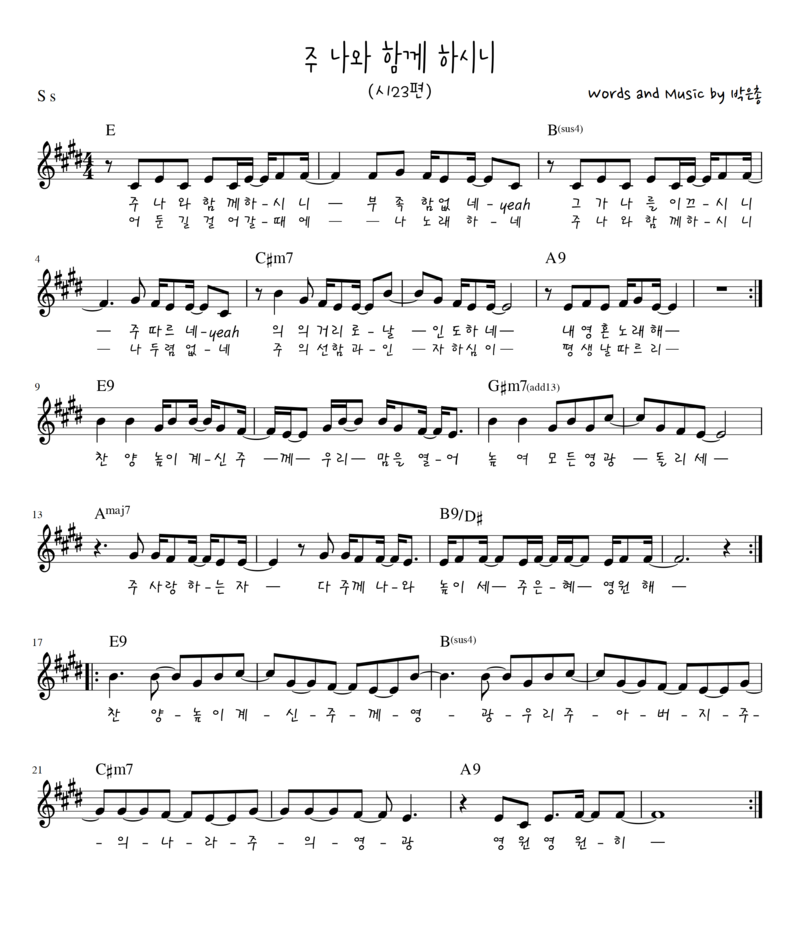 주 나와 함께 하시니
(시23편)
S s
Words and Music by 박은총
E B(sus4)
주 나 와 함 께 하 - 시 니 — 부 족 함 없 네 - yeah 그 가 나 를 이 끄 - 시 니
어 둔 길 걸 어 갈 - 때 에 — — 나 노 래 하 - 네 주 나 와 함 께 하 - 시 니
4 C#m7 A9
— 주 따 르 네 - yeah 의 의 거 리 로 - 날 — 인 도 하 네 — 내 영 혼 노 래 해 —
— 나 두 렴 없 - 네 주 의 선 함 과 - 인 — 자 하 심 이 — 평 생 날 따 르 리 —
9 E9 G#m7(add13)
찬 양 높 이 계 - 신 주 — 께 — 우 리 — 맘 을 열 - 어 높 여 모 든 영 광 — 돌 리 세 —
13 Amaj7 B9/D#
주 사 랑 하 - 는 자 — 다 주 께 나 - 와 높 이 세 — 주 은 - 혜 — 영 원 해 —
17 E9 B(sus4)
찬 양 - 높 이 계 - 신 - 주 - 께 - 영 - 광 - 우 리 주 - 아 - 버 - 지 - 주 -
21 C#m7 A9
- 의 - 나 - 라 - 주 - 의 - 영 - 광 영 원 영 원 - 히 —